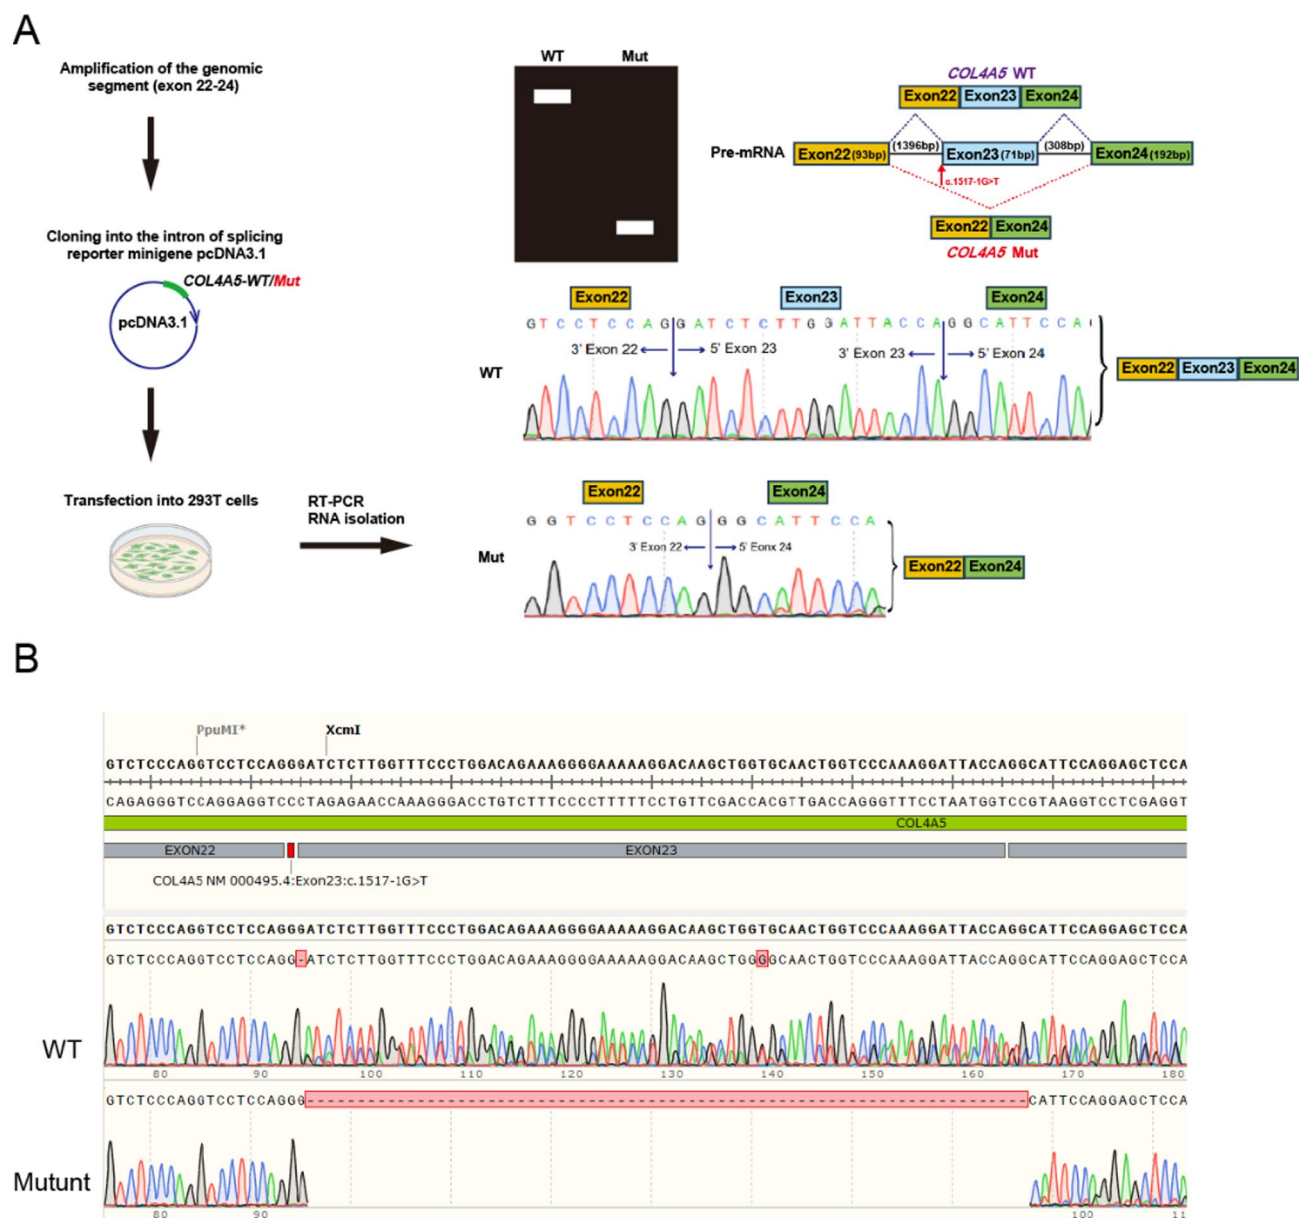 A
Amplification of the genomic
segment (exon 22-24)
Cloning into the intron of splicing
reporter minigene pcDNA3.1
COL4A5-WT/Mut
pcDNA3.1
Transfection into 293T cells
RT-PCR
RNA isolation
WT Mut
COL4A5 WT
Exon22 Exon23 Exon24
Pre-mRNA Exon22(93bp) (1396bp) Exon23(71bp) (308bp) Exon24(192bp)
c.1517-1G>T
Exon22 Exon24
COL4A5 Mut
Exon22 Exon23 Exon24
G T C C T C C A G G A T C T C T T G G A T T A C C A G G C A T T C C A
3' Exon 22 5' Exon 23 3' Exon 23 5' Exon 24
WT
Exon22 Exon23 Exon24
Exon22 Exon24
G G T C C T C C A G G G C A T T C C A
3' Exon 22 5' Eonx 24
Mut
Exon22 Exon24
B
PpuMI* XcmI
GTCTCCCAGGTCCTCCAGGGATCTCTTGGTTTCCCTGGACAGAAAGGGGAAAAAGGACAAGCTGGTGCAACTGGTCCCAAAGGATTACCAGGCATTCCAGGAGCTCCA
CAGAGGGTCCAGGAGGTCCCTAGAGAACCAAAGGGACCTGTCTTTCCCCTTTTTCCTGTTCGACCACGTTGACCAGGGTTTCCTAATGGTCCGTAAGGTCCTCGAGGT
COL4A5
EXON22 EXON23
COL4A5 NM 000495.4:Exon23:c.1517-1G>T
GTCTCCCAGGTCCTCCAGGGATCTCTTGGTTTCCCTGGACAGAAAGGGGAAAAAGGACAAGCTGGTGCAACTGGTCCCAAAGGATTACCAGGCATTCCAGGAGCTCCA
GTCTCCCAGGTCCTCCAGG-ATCTCTTGGTTTCCCTGGACAGAAAGGGGAAAAAGGACAAGCTGGGGCAACTGGTCCCAAAGGATTACCAGGCATTCCAGGAGCTCCA
WT
80 90 100 110 120 130 140 150 160 170 180
GTCTCCCAGGTCCTCCAGGG------------------------------------------------------------------------CATTCCAGGAGCTCCA
Mutunt
80 90 100 11